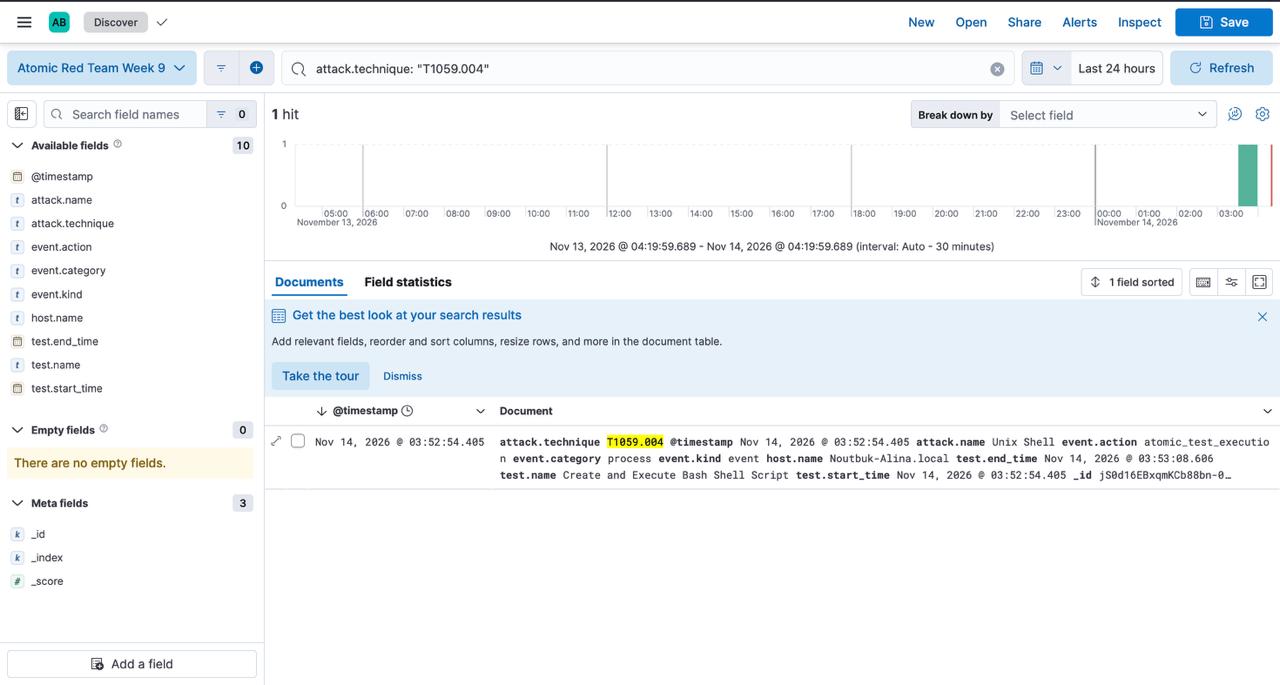 AB Discover New Open Share Alerts Inspect Save
Atomic Red Team Week 9 attack.technique: "T1059.004" Last 24 hours Refresh
Search field names 0
Available fields 10
@timestamp
t attack.name
t attack.technique
t event.action
t event.category
t event.kind
t host.name
test.end_time
t test.name
test.start_time
Empty fields 0
There are no empty fields.
Meta fields 3
k _id
k _index
# _score
Add a field
1 hit Break down by Select field
1
0
05:00 06:00 07:00 08:00 09:00 10:00 11:00 12:00 13:00 14:00 15:00 16:00 17:00 18:00 19:00 20:00 21:00 22:00 23:00 00:00 01:00 02:00 03:00
November 13, 2026 November 14, 2026
Nov 13, 2026 @ 04:19:59.689 - Nov 14, 2026 @ 04:19:59.689 (interval: Auto - 30 minutes)
Documents Field statistics 1 field sorted
Get the best look at your search results
Add relevant fields, reorder and sort columns, resize rows, and more in the document table.
Take the tour Dismiss
@timestamp Document
Nov 14, 2026 @ 03:52:54.405 attack.technique T1059.004 @timestamp Nov 14, 2026 @ 03:52:54.405 attack.name Unix Shell event.action atomic_test_executio
n event.category process event.kind event host.name Noutbuk-Alina.local test.end_time Nov 14, 2026 @ 03:53:08.606
test.name Create and Execute Bash Shell Script test.start_time Nov 14, 2026 @ 03:52:54.405 _id jS0d16EBxqmKCb88bn-0…